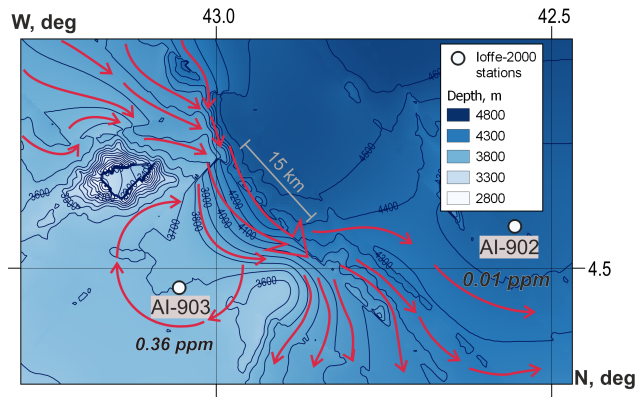 W, deg
43.0
42.5
Ioffe-2000
stations
Depth, m
4800
4300
3800
3300
2800
15 km
4600
4500
4400
4300
4200
4100
4000
3900
3700
3600
3600
AI-902
0.01 ppm
4.5
AI-903
0.36 ppm
N, deg